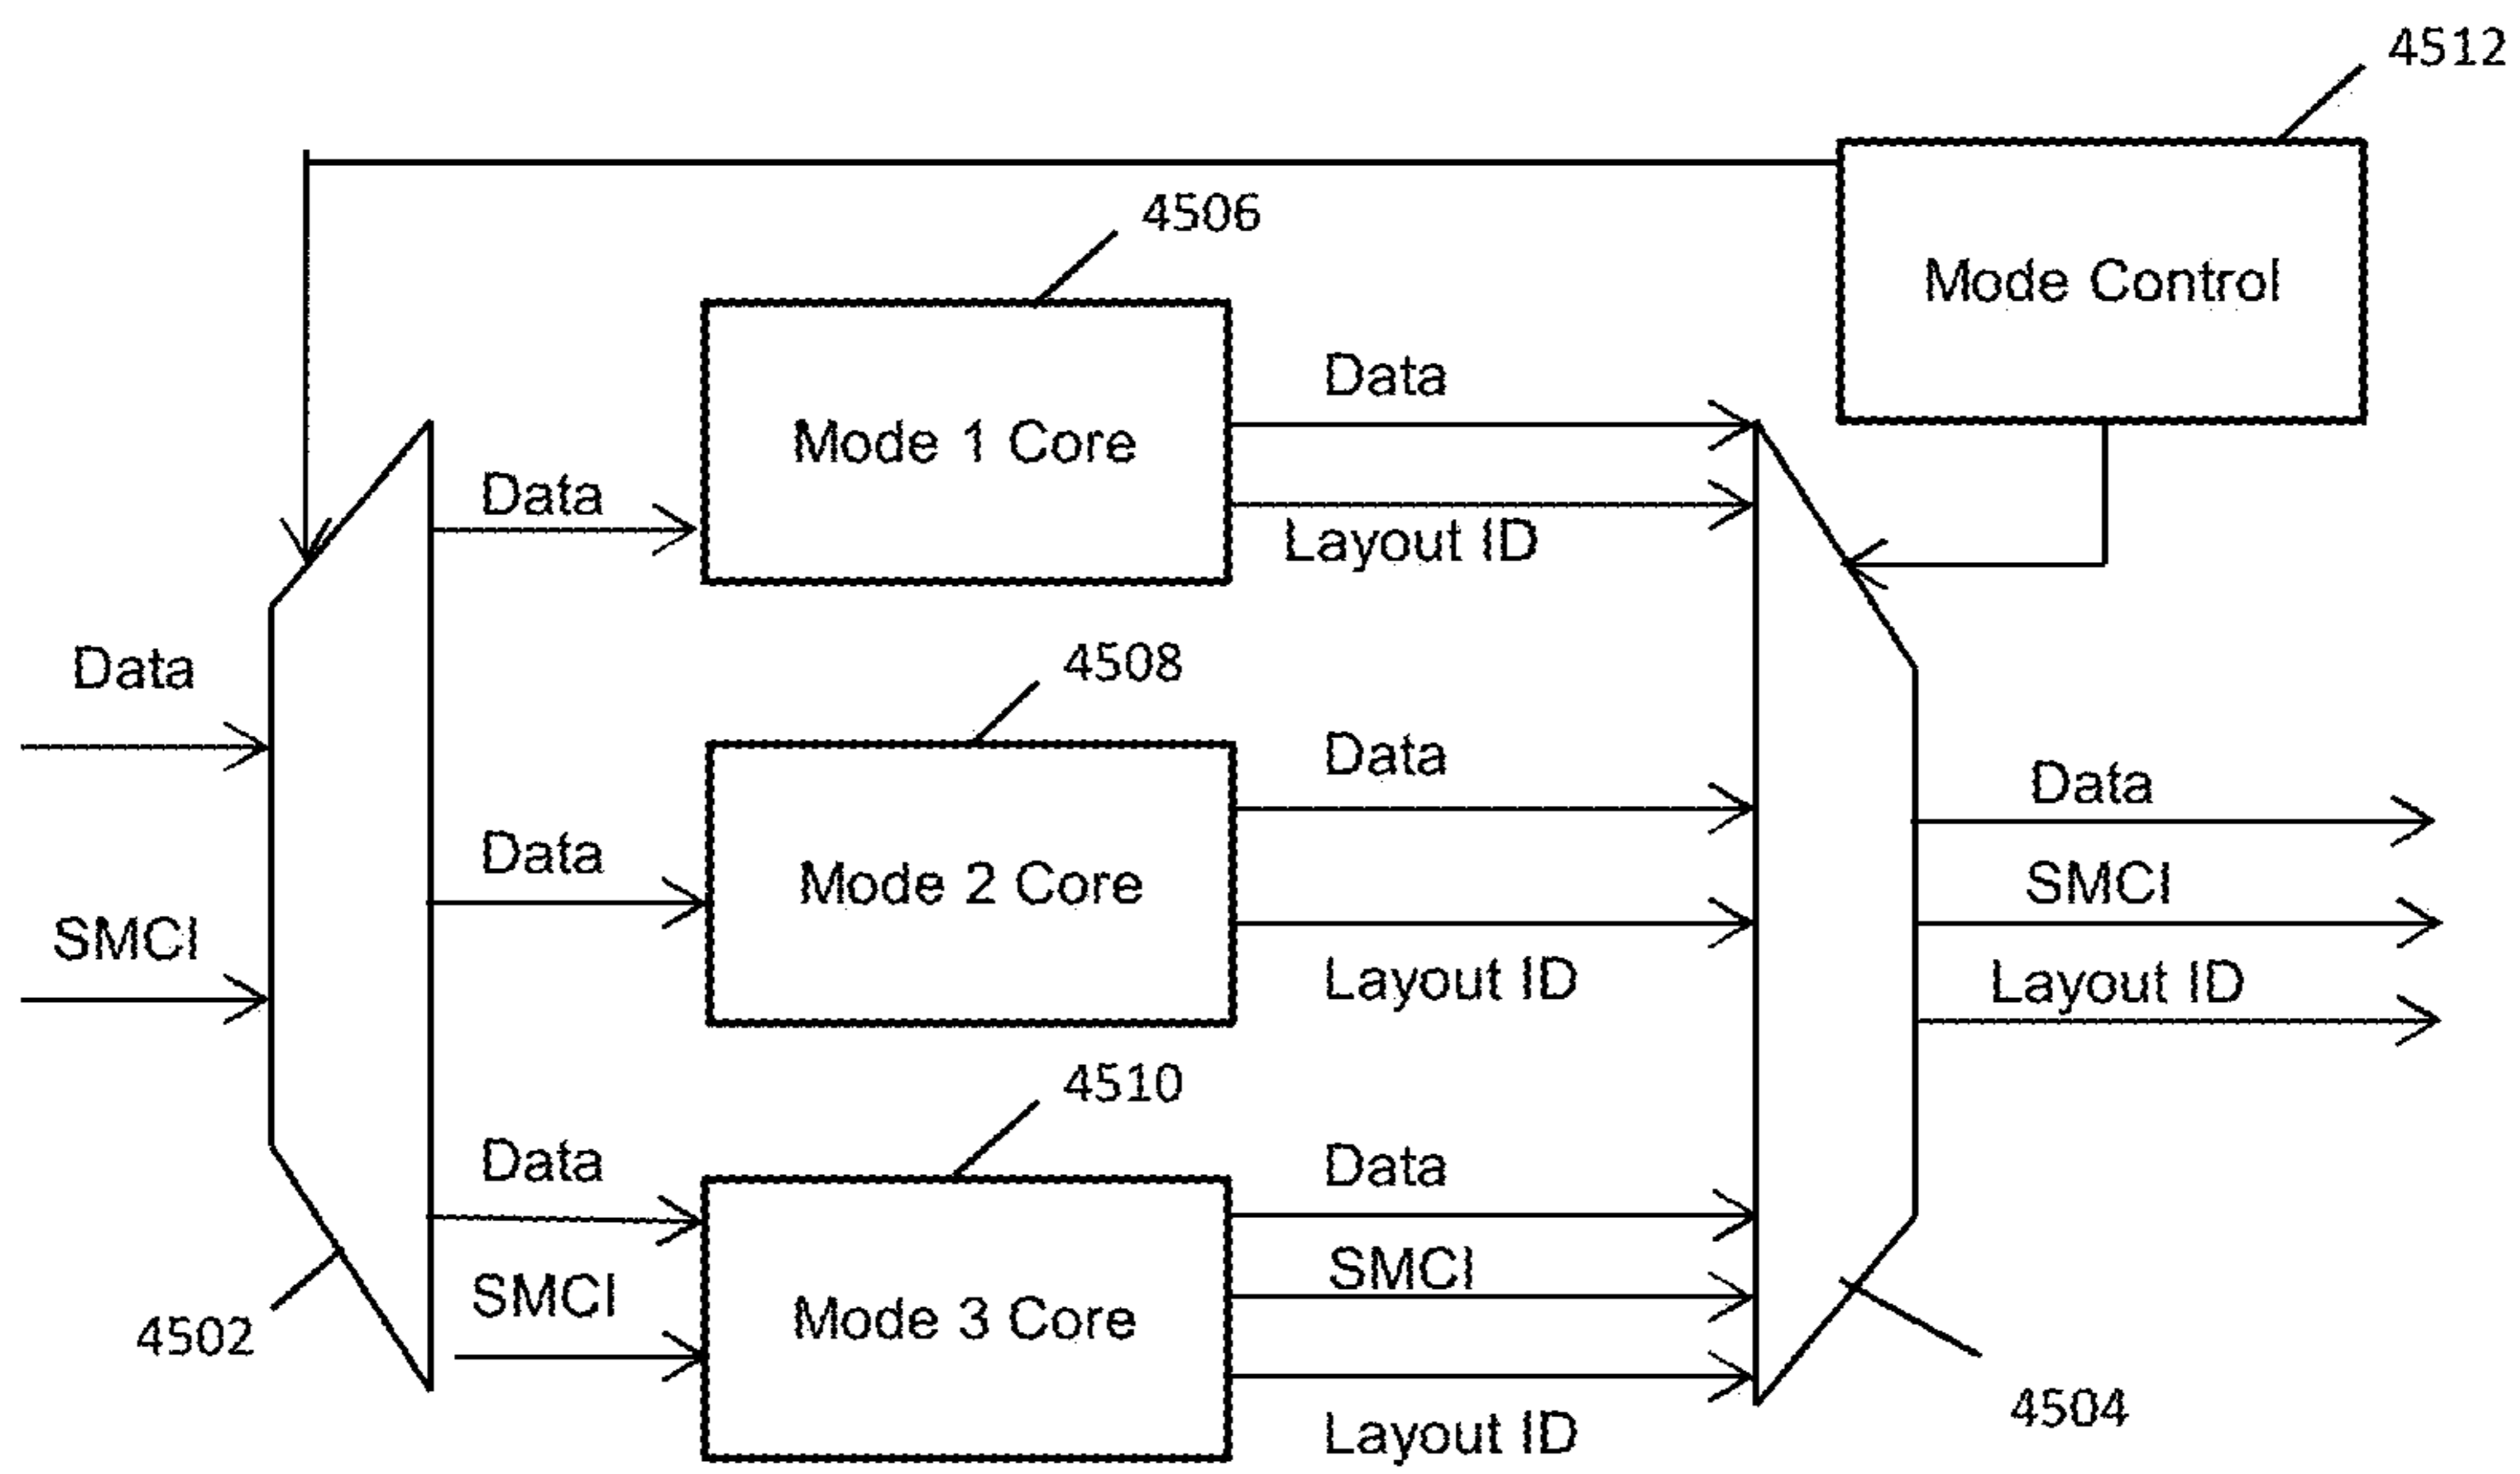 4512
4506
Mode Control
Data
Mode 1 Core
Data
Layout ID
Data
4508
Data
Data
Data
Mode 2 Core
SMCI
SMCI
Layout ID
Layout ID
4510
Data
Data
SMCI
SMCI
Mode 3 Core
4502
4504
Layout ID